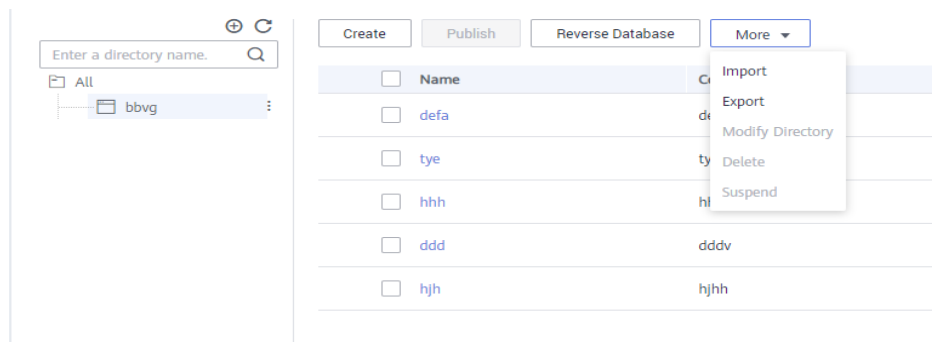 Enter a directory name.
All
bbvg
Create Publish Reverse Database More
Import
Export
Modify Directory
Delete
Suspend
Name
defa
tye
hhh
ddd dddv
hjh hjhh